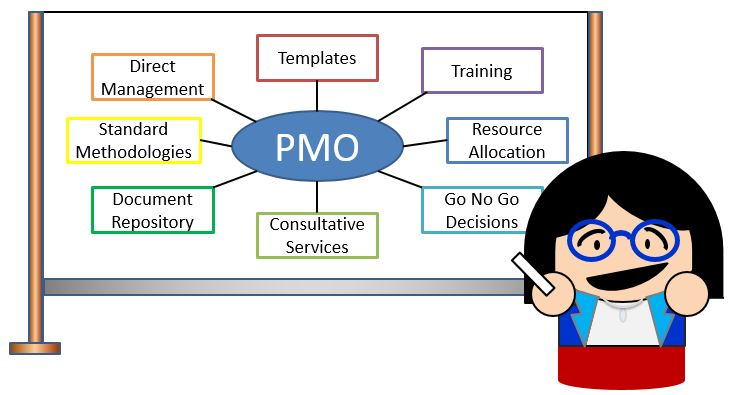 Templates
Direct
Management
Training
Standard
Methodologies
PMO
Resource
Allocation
Document
Repository
Consultative
Services
Go No Go
Decisions